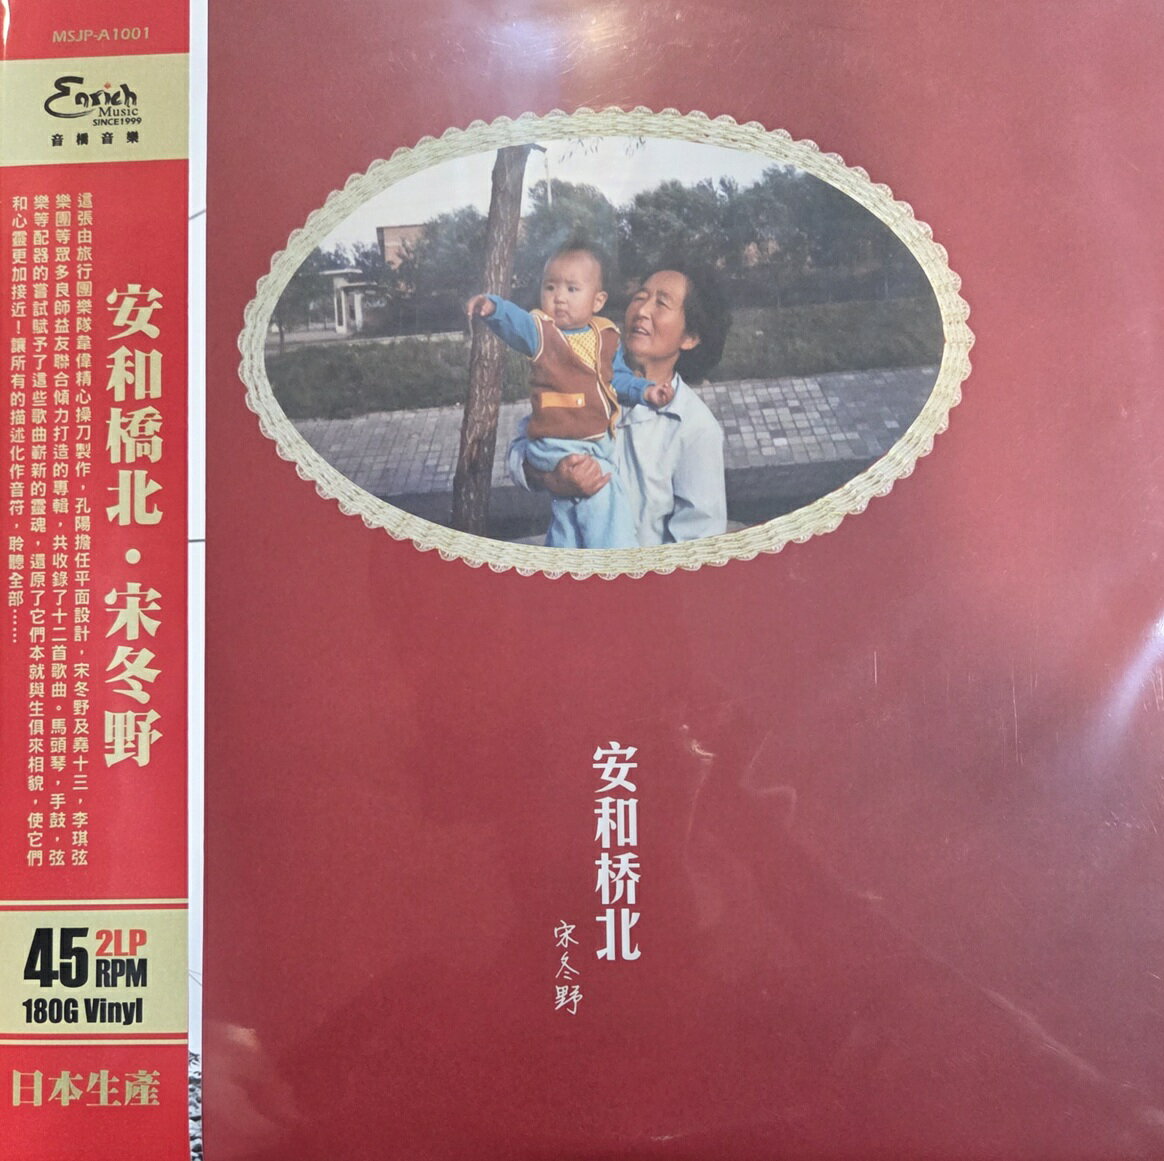 MSJP-A1001
Enrich
Music
SINCE1999
音橋音樂
安和橋北・宋冬野
這張由旅行團樂隊韋偉精心操刀製作，孔陽擔任平面設計，宋冬野及堯十三，李琪弦
樂團等眾多良師益友聯合傾力打造的專輯，共收錄了十二首歌曲。馬頭琴，手鼓，弦
樂等配器的嘗試賦予了這些歌曲嶄新的靈魂，還原了它們本就與生俱來相貌，使它們
和心靈更加接近！讓所有的描述化作音符，聆聽全部……
45 2LP
RPM
180G Vinyl
日本生產
安和桥北
宋冬野